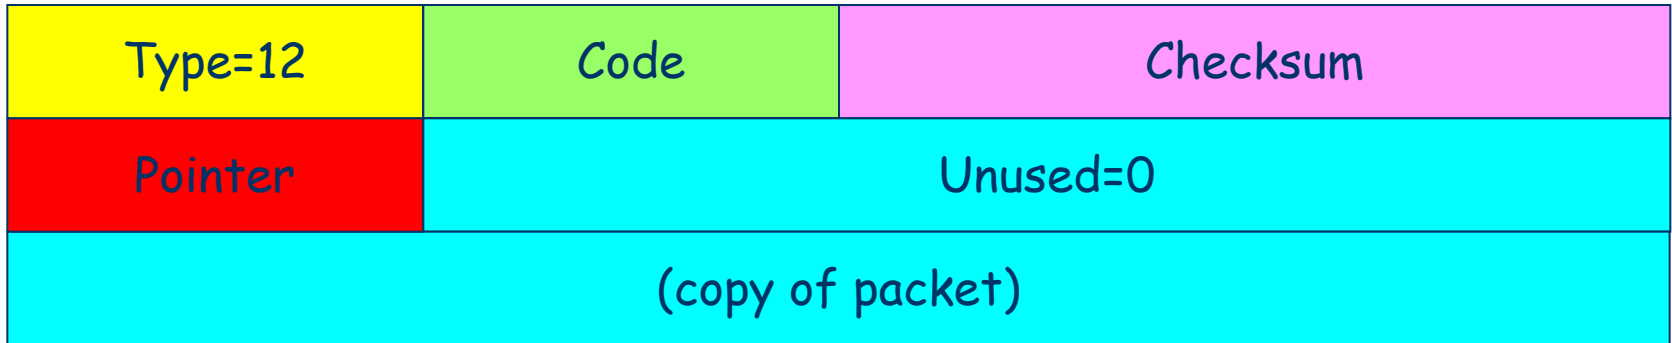 Type=12 Code Checksum
Pointer Unused=0
(copy of packet)